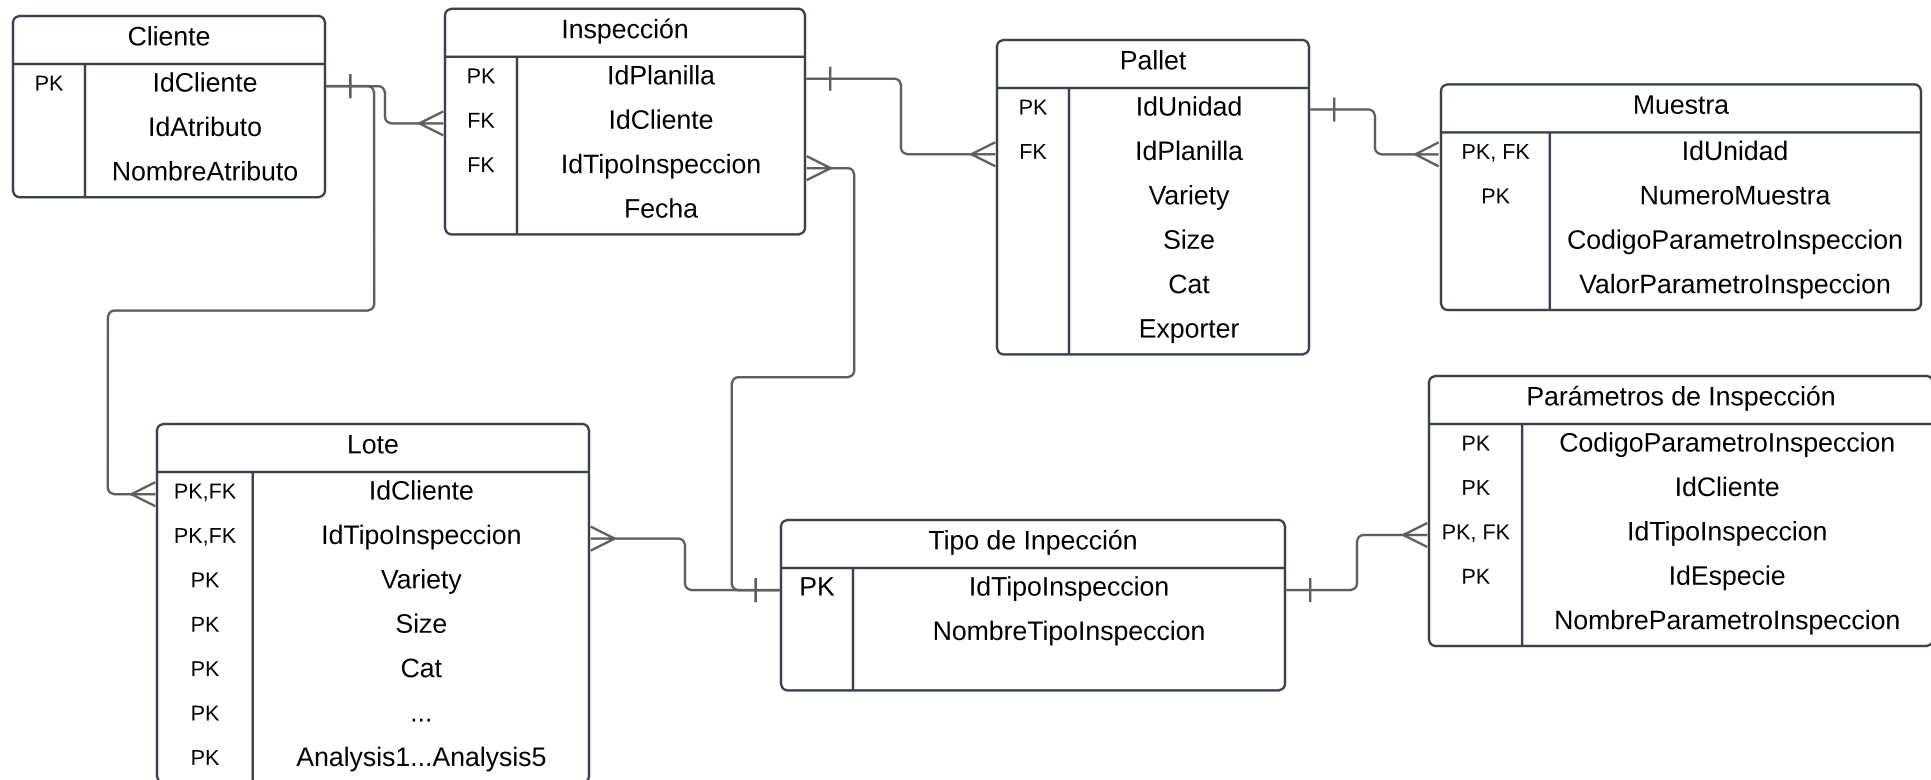 Cliente
PK IdCliente
IdAtributo
NombreAtributo
Inspección
PK IdPlanilla
FK IdCliente
FK IdTipoInspeccion
Fecha
Pallet
PK IdUnidad
FK IdPlanilla
Variety
Size
Cat
Exporter
Muestra
PK, FK IdUnidad
PK NumeroMuestra
CodigoParametroInspeccion
ValorParametroInspeccion
Lote
PK,FK IdCliente
PK,FK IdTipoInspeccion
PK Variety
PK Size
PK Cat
PK ...
PK Analysis1...Analysis5
Tipo de Inpección
PK IdTipoInspeccion
NombreTipoInspeccion
Parámetros de Inspección
PK CodigoParametroInspeccion
PK IdCliente
PK, FK IdTipoInspeccion
PK IdEspecie
NombreParametroInspeccion